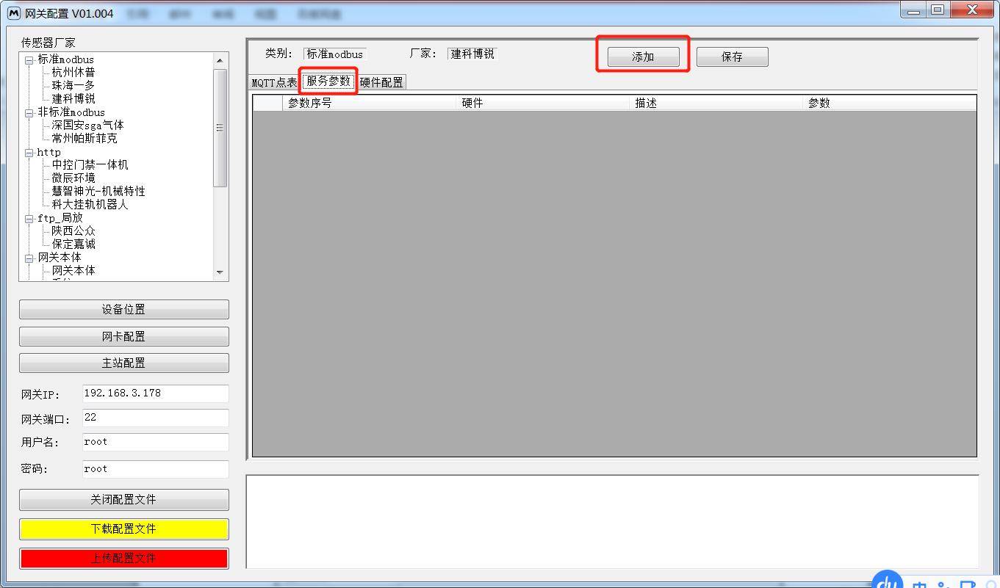 网关配置 V01.004
传感器厂家
标准modbus
杭州休普
珠海一多
建科博锐
非标准modbus
深国安sga气体
常州帕斯菲克
http
中控门禁一体机
微辰环境
慧智神光-机械特性
科大挂轨机器人
ftp_局放
陕西公众
保定嘉诚
网关本体
网关本体
设备位置
网卡配置
主站配置
网关IP: 192.168.3.178
网关端口: 22
用户名: root
密码: root
关闭配置文件
下载配置文件
上传配置文件
类别: 标准modbus 厂家: 建科博锐 添加 保存
MQTT点表 服务参数 硬件配置
参数序号 硬件 描述 参数
du 中